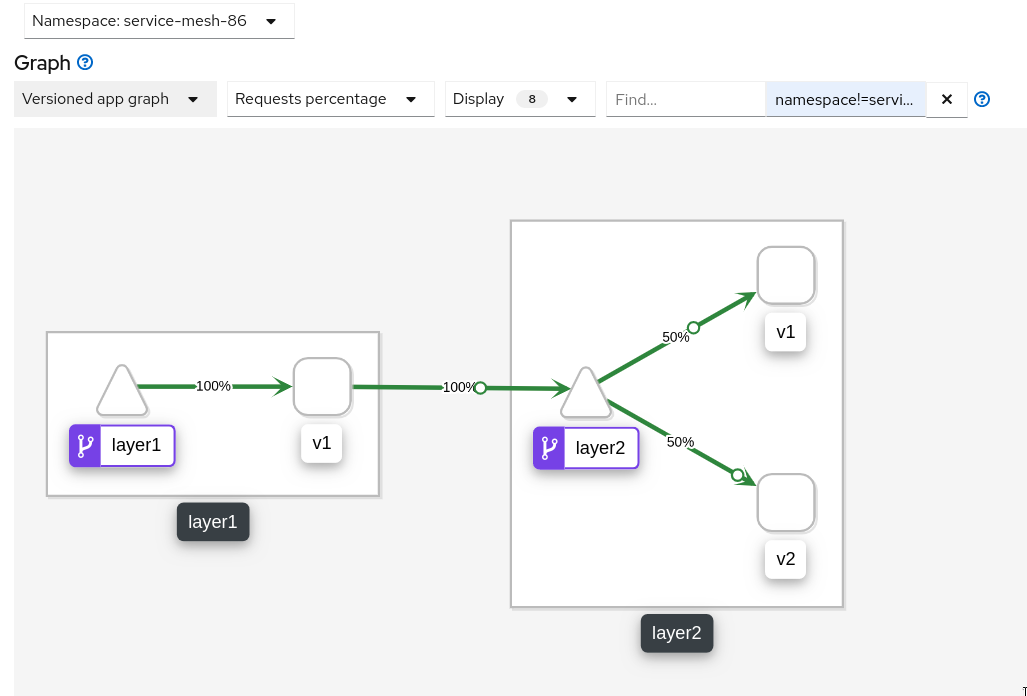 Namespace: service-mesh-86
Graph
Versioned app graph
Requests percentage
Display 8
Find...
namespace!=servi...
v1
50%
100%
100%
layer1
v1
layer2
50%
layer1
v2
layer2